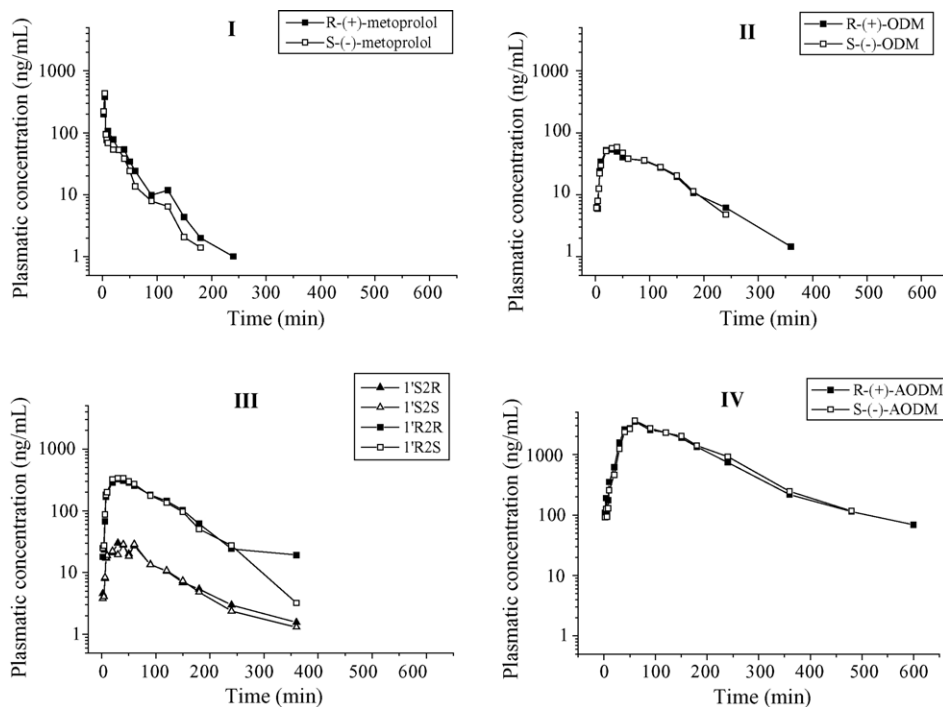 I
R-(+)-metoprolol
S-(-)-metoprolol
Plasmatic concentration (ng/mL)
1000
100
10
1
0 100 200 300 400 500 600
Time (min)
II
R-(+)-ODM
S-(-)-ODM
Plasmatic concentration (ng/mL)
1000
100
10
1
0 100 200 300 400 500 600
Time (min)
III
1'S2R
1'S2S
1'R2R
1'R2S
Plasmatic concentration (ng/mL)
1000
100
10
1
0 100 200 300 400 500 600
Time (min)
IV
R-(+)-AODM
S-(-)-AODM
Plasmatic concentration (ng/mL)
1000
100
10
1
0 100 200 300 400 500 600
Time (min)